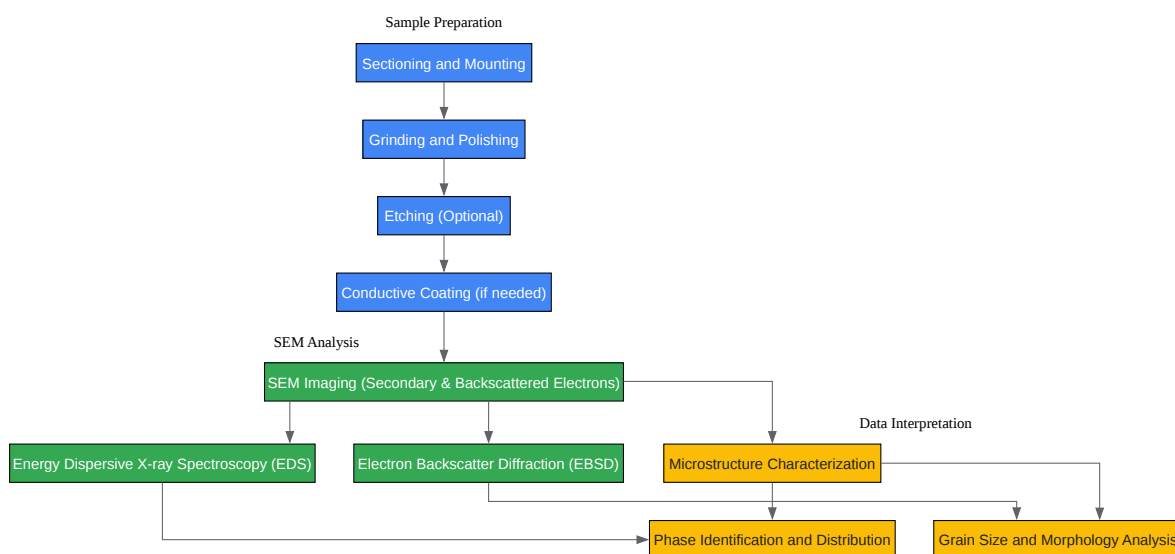 Sample Preparation
Sectioning and Mounting
Grinding and Polishing
Etching (Optional)
Conductive Coating (if needed)
SEM Analysis
SEM Imaging (Secondary & Backscattered Electrons)
Data Interpretation
Energy Dispersive X-ray Spectroscopy (EDS)
Electron Backscatter Diffraction (EBSD)
Microstructure Characterization
Phase Identification and Distribution
Grain Size and Morphology Analysis